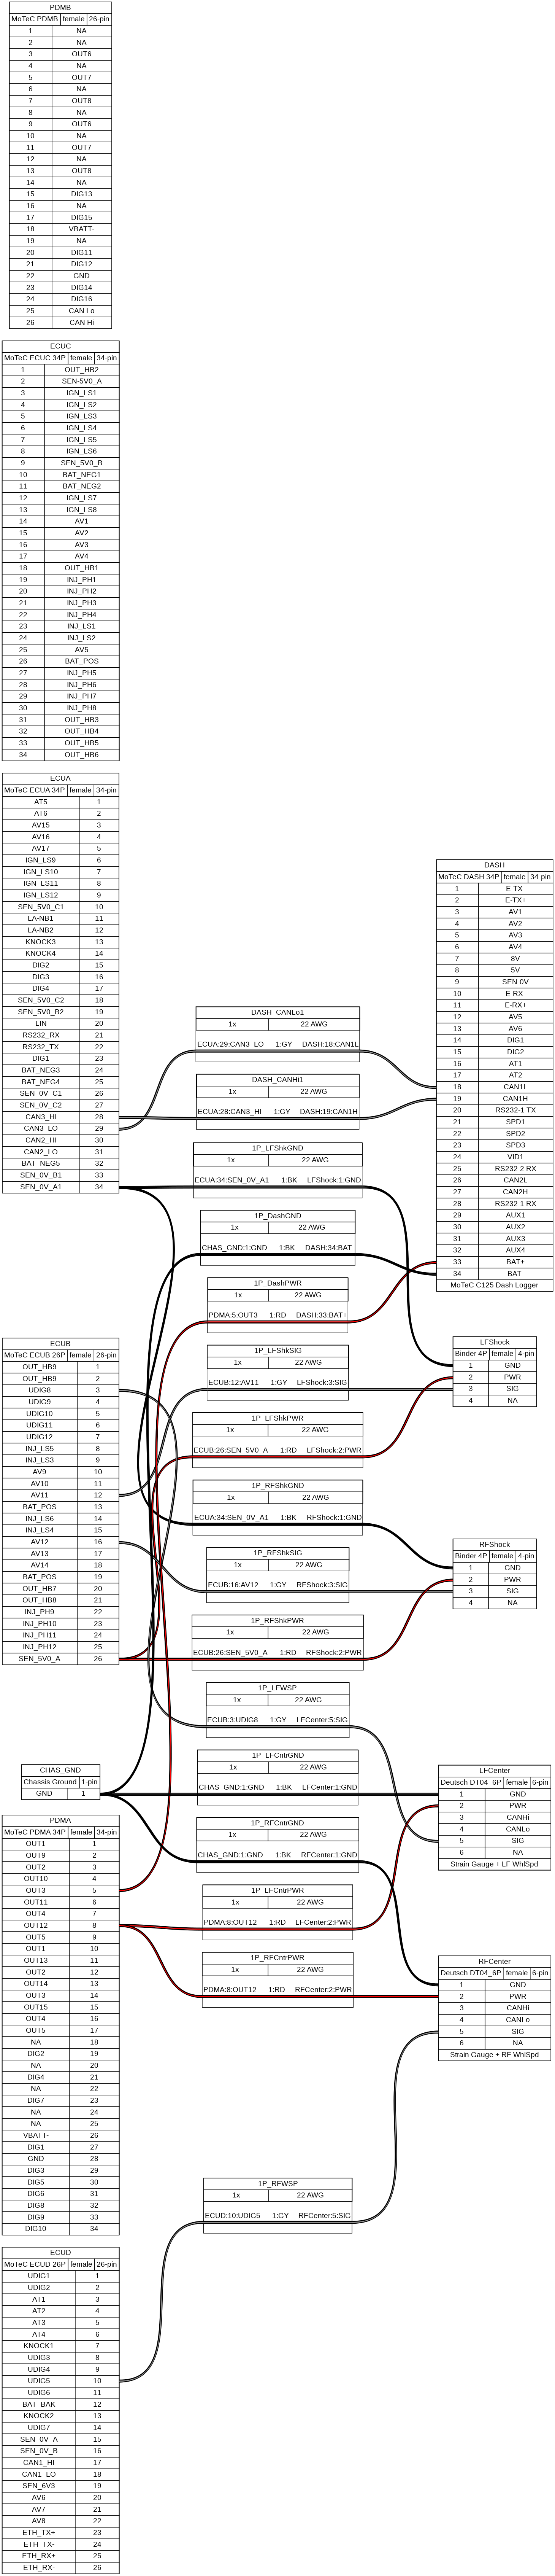 PDMB
MoTeC PDMB female 26-pin
1 NA
2 NA
3 OUT6
4 NA
5 OUT7
6 NA
7 OUT8
8 NA
9 OUT6
10 NA
11 OUT7
12 NA
13 OUT8
14 NA
15 DIG13
16 NA
17 DIG15
18 VBATT-
19 NA
20 DIG11
21 DIG12
22 GND
23 DIG14
24 DIG16
25 CAN Lo
26 CAN Hi
ECUC
MoTeC ECUC 34P female 34-pin
1 OUT_HB2
2 SEN-5V0_A
3 IGN_LS1
4 IGN_LS2
5 IGN_LS3
6 IGN_LS4
7 IGN_LS5
8 IGN_LS6
9 SEN_5V0_B
10 BAT_NEG1
11 BAT_NEG2
12 IGN_LS7
13 IGN_LS8
14 AV1
15 AV2
16 AV3
17 AV4
18 OUT_HB1
19 INJ_PH1
20 INJ_PH2
21 INJ_PH3
22 INJ_PH4
23 INJ_LS1
24 INJ_LS2
25 AV5
26 BAT_POS
27 INJ_PH5
28 INJ_PH6
29 INJ_PH7
30 INJ_PH8
31 OUT_HB3
32 OUT_HB4
33 OUT_HB5
34 OUT_HB6
ECUA
MoTeC ECUA 34P female 34-pin
AT5 1
AT6 2
AV15 3
AV16 4
AV17 5
IGN_LS9 6
IGN_LS10 7
IGN_LS11 8
IGN_LS12 9
SEN_5V0_C1 10
LA-NB1 11
LA-NB2 12
KNOCK3 13
KNOCK4 14
DIG2 15
DIG3 16
DIG4 17
SEN_5V0_C2 18
SEN_5V0_B2 19
LIN 20
RS232_RX 21
RS232_TX 22
DIG1 23
BAT_NEG3 24
BAT_NEG4 25
SEN_0V_C1 26
SEN_0V_C2 27
CAN3_HI 28
CAN3_LO 29
CAN2_HI 30
CAN2_LO 31
BAT_NEG5 32
SEN_0V_B1 33
SEN_0V_A1 34
ECUB
MoTeC ECUB 26P female 26-pin
OUT_HB9 1
OUT_HB9 2
UDIG8 3
UDIG9 4
UDIG10 5
UDIG11 6
UDIG12 7
INJ_LS5 8
INJ_LS3 9
AV9 10
AV10 11
AV11 12
BAT_POS 13
INJ_LS6 14
INJ_LS4 15
AV12 16
AV13 17
AV14 18
BAT_POS 19
OUT_HB7 20
OUT_HB8 21
INJ_PH9 22
INJ_PH10 23
INJ_PH11 24
INJ_PH12 25
SEN_5V0_A 26
CHAS_GND
Chassis Ground 1-pin
GND 1
PDMA
MoTeC PDMA 34P female 34-pin
OUT1 1
OUT9 2
OUT2 3
OUT10 4
OUT3 5
OUT11 6
OUT4 7
OUT12 8
OUT5 9
OUT1 10
OUT13 11
OUT2 12
OUT14 13
OUT3 14
OUT15 15
OUT4 16
OUT5 17
NA 18
DIG2 19
NA 20
DIG4 21
NA 22
DIG7 23
NA 24
NA 25
VBATT- 26
DIG1 27
GND 28
DIG3 29
DIG5 30
DIG6 31
DIG8 32
DIG9 33
DIG10 34
ECUD
MoTeC ECUD 26P female 26-pin
UDIG1 1
UDIG2 2
AT1 3
AT2 4
AT3 5
AT4 6
KNOCK1 7
UDIG3 8
UDIG4 9
UDIG5 10
UDIG6 11
BAT_BAK 12
KNOCK2 13
UDIG7 14
SEN_0V_A 15
SEN_0V_B 16
CAN1_HI 17
CAN1_LO 18
SEN_6V3 19
AV6 20
AV7 21
AV8 22
ETH_TX+ 23
ETH_TX- 24
ETH_RX+ 25
ETH_RX- 26
DASH_CANLo1
1x 22 AWG
ECUA:29:CAN3_LO 1:GY DASH:18:CAN1L
DASH_CANHi1
1x 22 AWG
ECUA:28:CAN3_HI 1:GY DASH:19:CAN1H
1P_LFShkGND
1x 22 AWG
ECUA:34:SEN_0V_A1 1:BK LFShock:1:GND
1P_DashGND
1x 22 AWG
CHAS_GND:1:GND 1:BK DASH:34:BAT-
1P_DashPWR
1x 22 AWG
PDMA:5:OUT3 1:RD DASH:33:BAT+
1P_LFShkSIG
1x 22 AWG
ECUB:12:AV11 1:GY LFShock:3:SIG
1P_LFShkPWR
1x 22 AWG
ECUB:26:SEN_5V0_A 1:RD LFShock:2:PWR
1P_RFShkGND
1x 22 AWG
ECUA:34:SEN_0V_A1 1:BK RFShock:1:GND
1P_RFShkSIG
1x 22 AWG
ECUB:16:AV12 1:GY RFShock:3:SIG
1P_RFShkPWR
1x 22 AWG
ECUB:26:SEN_5V0_A 1:RD RFShock:2:PWR
1P_LFWSP
1x 22 AWG
ECUB:3:UDIG8 1:GY LFCenter:5:SIG
1P_LFCntrGND
1x 22 AWG
CHAS_GND:1:GND 1:BK LFCenter:1:GND
1P_RFCntrGND
1x 22 AWG
CHAS_GND:1:GND 1:BK RFCenter:1:GND
1P_LFCntrPWR
1x 22 AWG
PDMA:8:OUT12 1:RD LFCenter:2:PWR
1P_RFCntrPWR
1x 22 AWG
PDMA:8:OUT12 1:RD RFCenter:2:PWR
1P_RFWSP
1x 22 AWG
ECUD:10:UDIG5 1:GY RFCenter:5:SIG
DASH
MoTeC DASH 34P female 34-pin
1 E-TX-
2 E-TX+
3 AV1
4 AV2
5 AV3
6 AV4
7 8V
8 5V
9 SEN-0V
10 E-RX-
11 E-RX+
12 AV5
13 AV6
14 DIG1
15 DIG2
16 AT1
17 AT2
18 CAN1L
19 CAN1H
20 RS232-1 TX
21 SPD1
22 SPD2
23 SPD3
24 VID1
25 RS232-2 RX
26 CAN2L
27 CAN2H
28 RS232-1 RX
29 AUX1
30 AUX2
31 AUX3
32 AUX4
33 BAT+
34 BAT-
MoTeC C125 Dash Logger
LFShock
Binder 4P female 4-pin
1 GND
2 PWR
3 SIG
4 NA
RFShock
Binder 4P female 4-pin
1 GND
2 PWR
3 SIG
4 NA
LFCenter
Deutsch DT04_6P female 6-pin
1 GND
2 PWR
3 CANHi
4 CANLo
5 SIG
6 NA
Strain Gauge + LF WhlSpd
RFCenter
Deutsch DT04_6P female 6-pin
1 GND
2 PWR
3 CANHi
4 CANLo
5 SIG
6 NA
Strain Gauge + RF WhlSpd